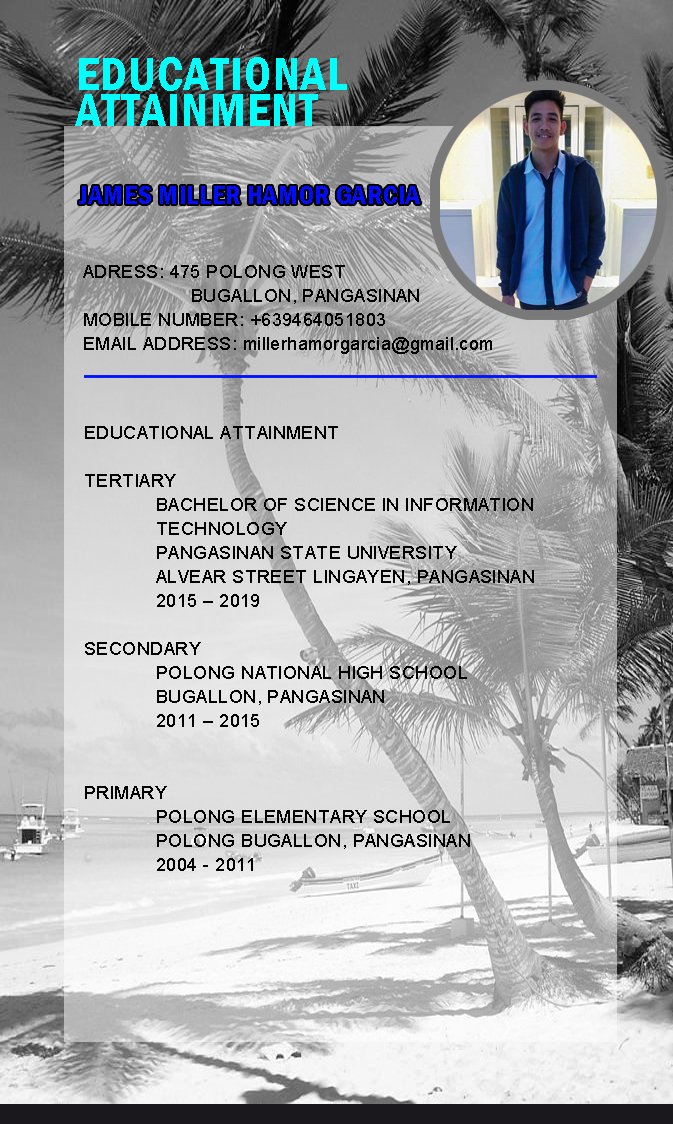 EDUCATIONAL
ATTAINMENT
JAMES MILLER HAMOR GARCIA
ADRESS: 475 POLONG WEST
BUGALLON, PANGASINAN
MOBILE NUMBER: +639464051803
EMAIL ADDRESS: millerhamorgarcia@gmail.com
EDUCATIONAL ATTAINMENT
TERTIARY
BACHELOR OF SCIENCE IN INFORMATION
TECHNOLOGY
PANGASINAN STATE UNIVERSITY
ALVEAR STREET LINGAYEN, PANGASINAN
2015 – 2019
SECONDARY
POLONG NATIONAL HIGH SCHOOL
BUGALLON, PANGASINAN
2011 – 2015
PRIMARY
POLONG ELEMENTARY SCHOOL
POLONG BUGALLON, PANGASINAN
2004 - 2011
TAXI